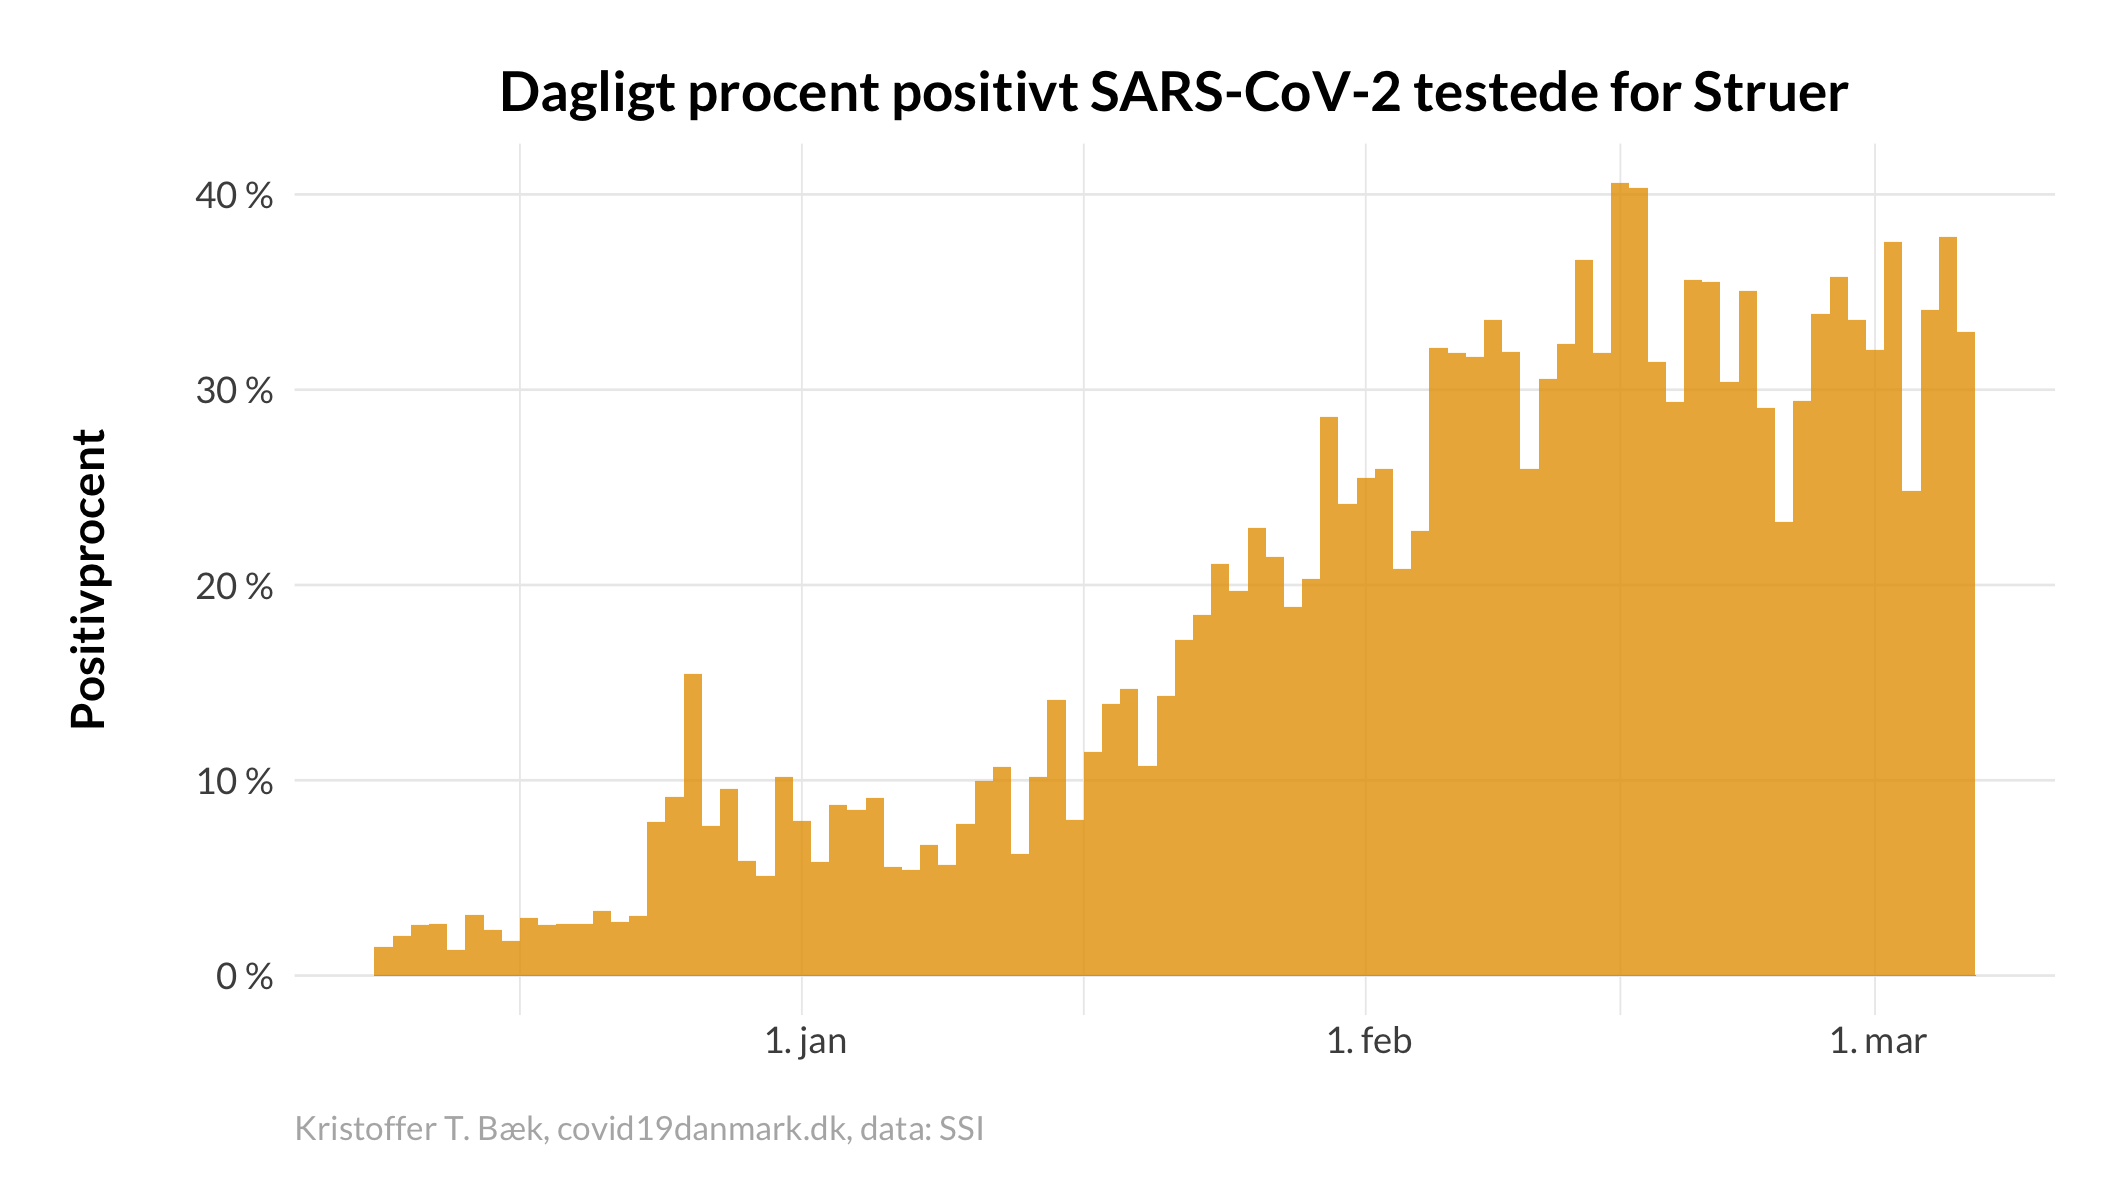 Dagligt procent positivt SARS-CoV-2 testede for Struer
Positivprocent
40 %
30 %
20 %
10 %
0 %
1. jan
1. feb
1. mar
Kristoffer T. Bæk, covid19danmark.dk, data: SSI